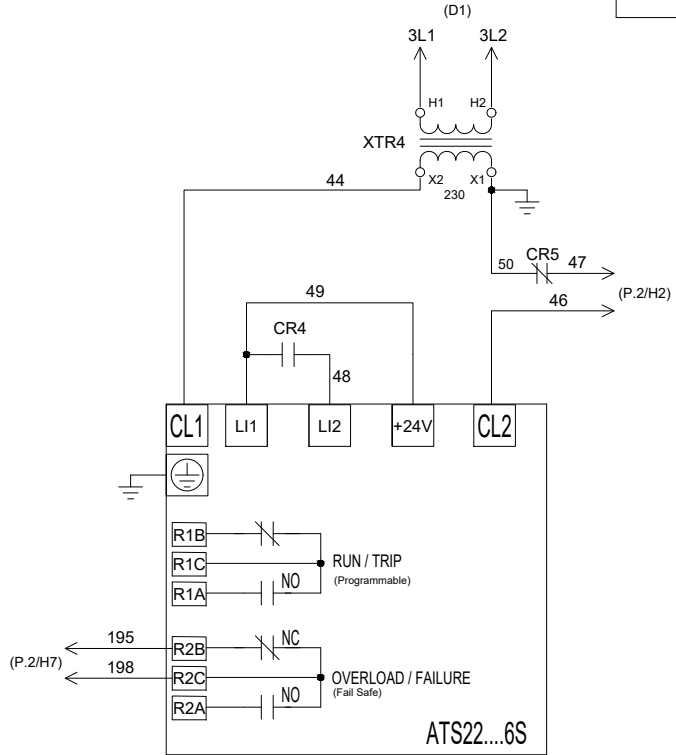 (D1)
3L1 3L2
H1 H2
XTR4
X2 X1
230
44
50 CR5 47
(P.2/H2)
46
49
CR4
48
CL1 LI1 LI2 +24V CL2
R1B
R1C RUN / TRIP
(Programmable)
R1A NO
195 R2B NC
(P.2/H7)
198 R2C OVERLOAD / FAILURE
(Fail Safe)
R2A NO
ATS22....6S